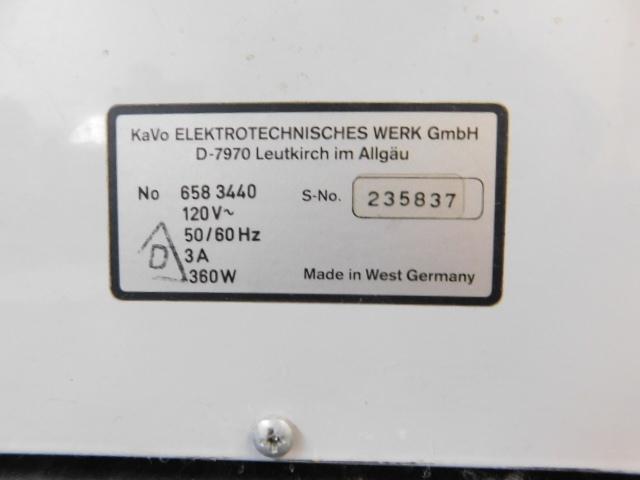 KaVo ELEKTROTECHNISCHES WERK GmbH
D-7970 Leutkirch im Allgäu
No 658 3440 S-No. 235837
120V~
50/60 Hz
D 3A
360W Made in West Germany